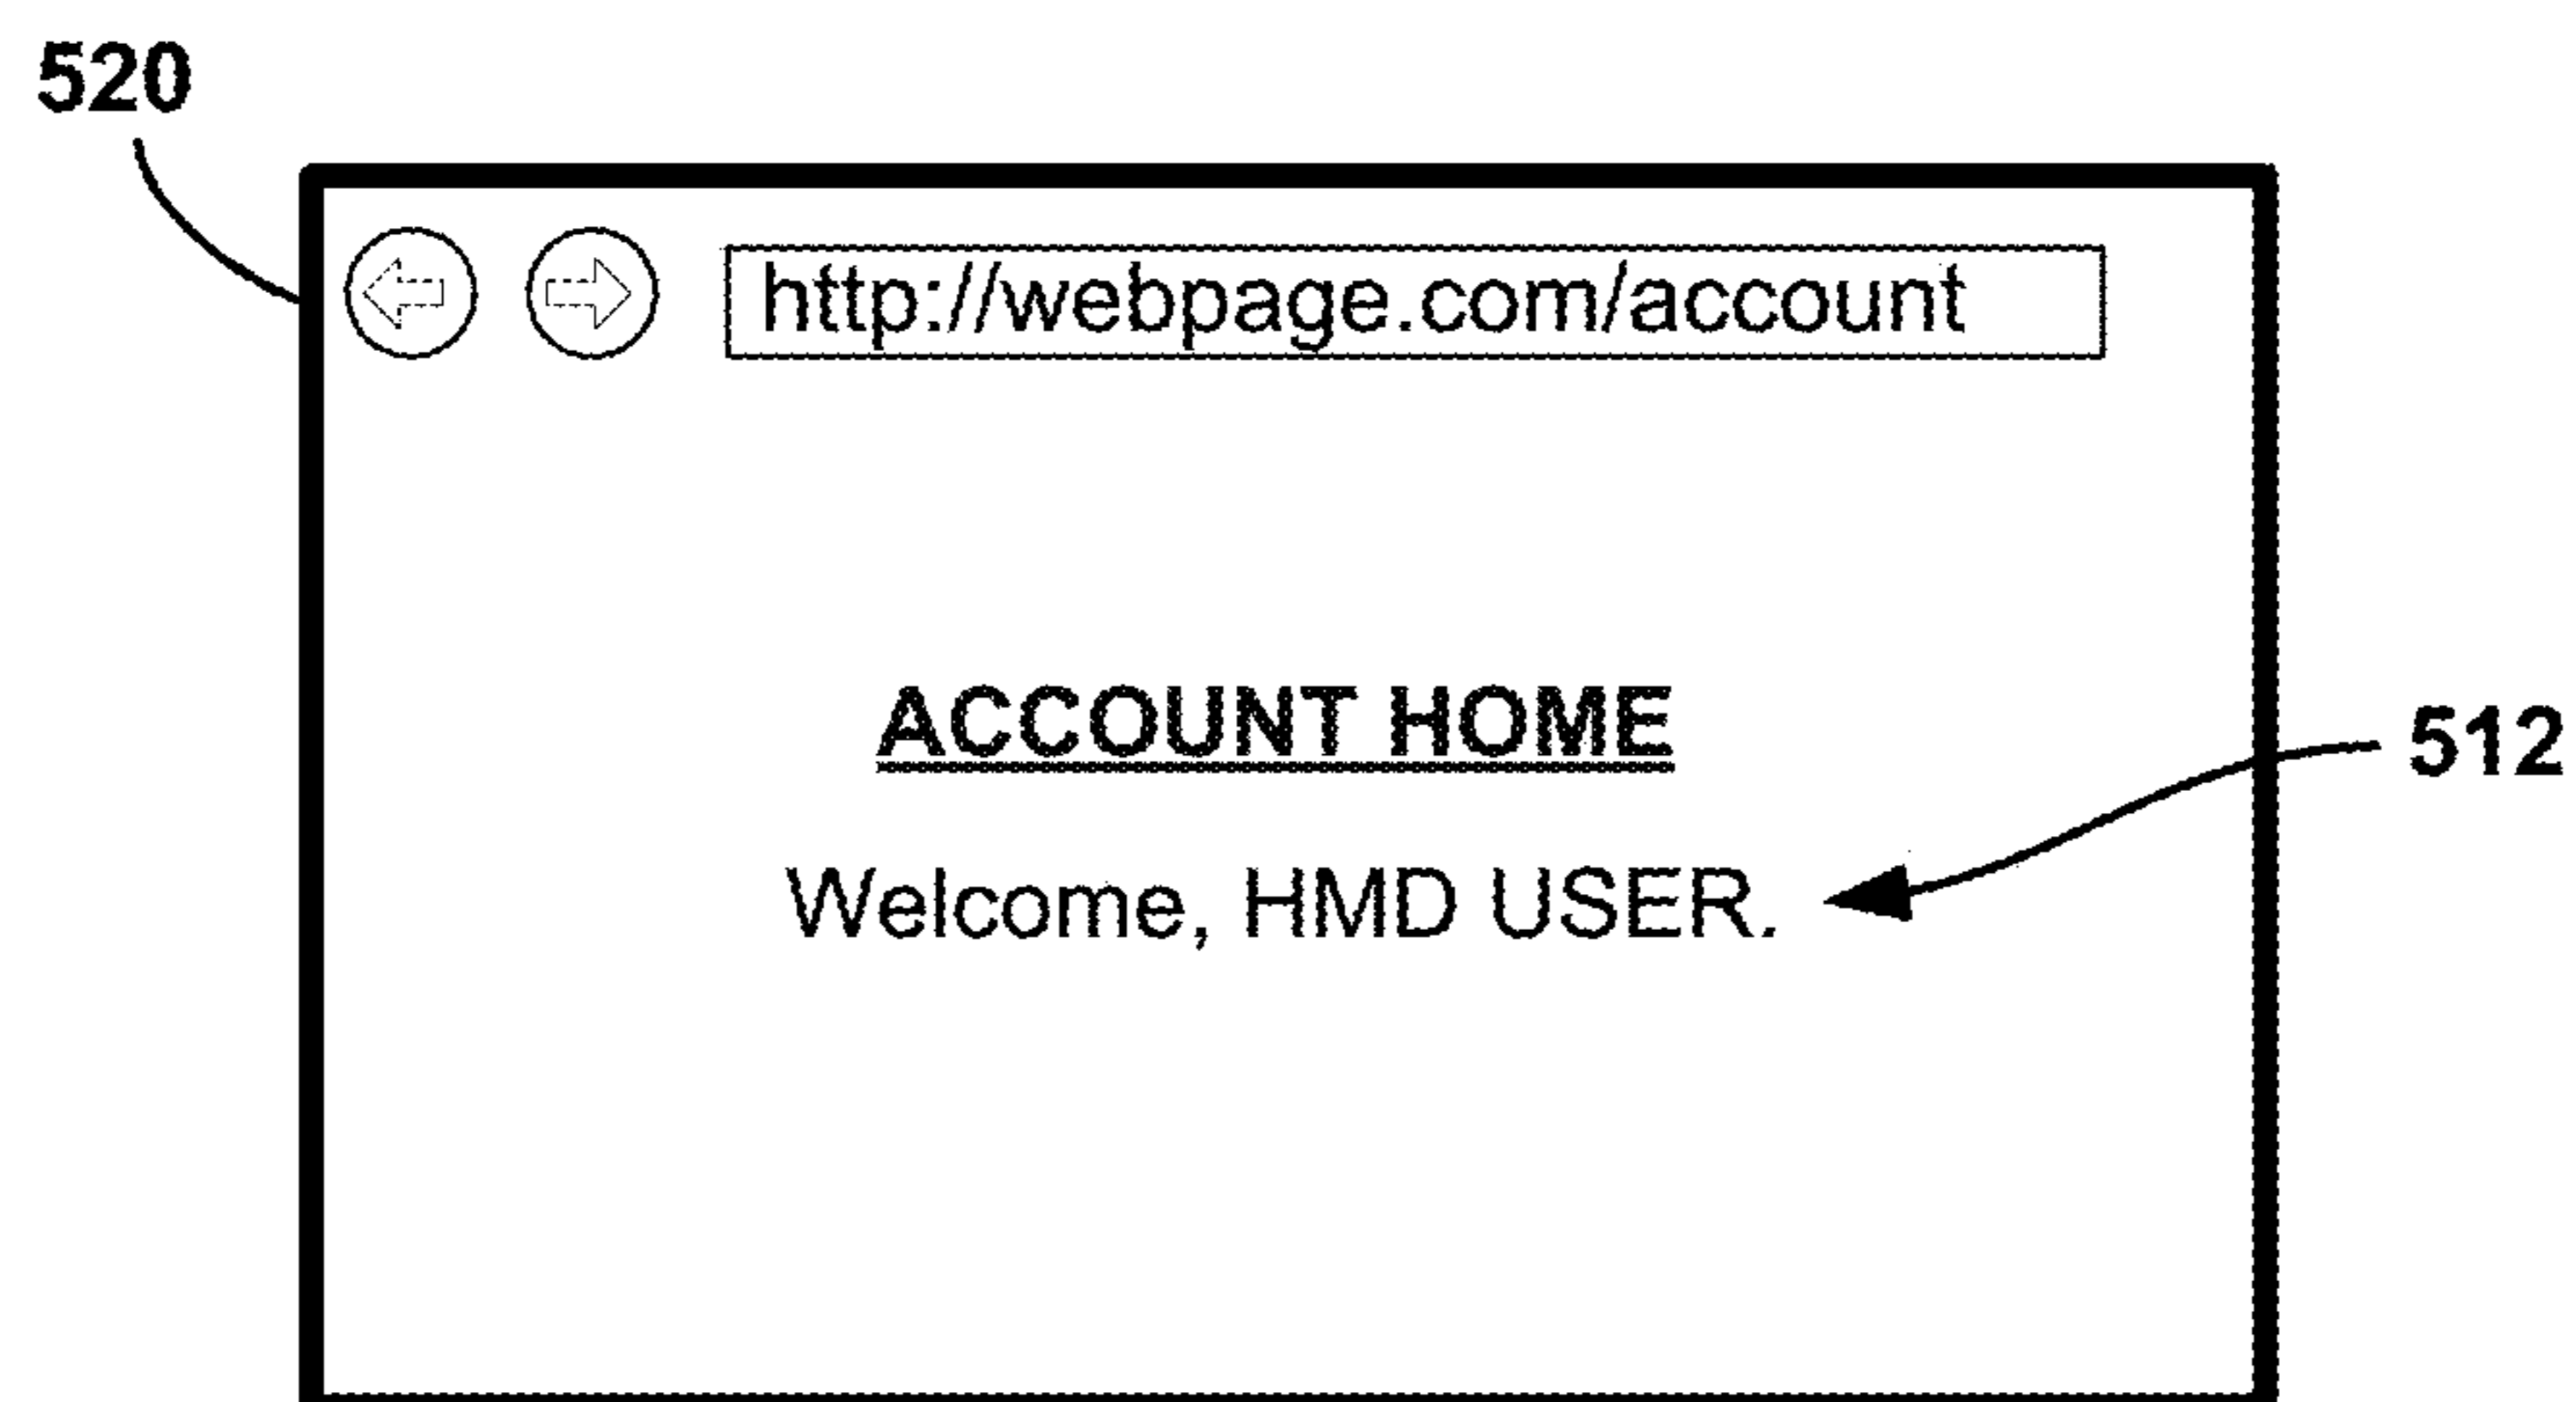 520
http://webpage.com/account
ACCOUNT HOME
512
Welcome, HMD USER.